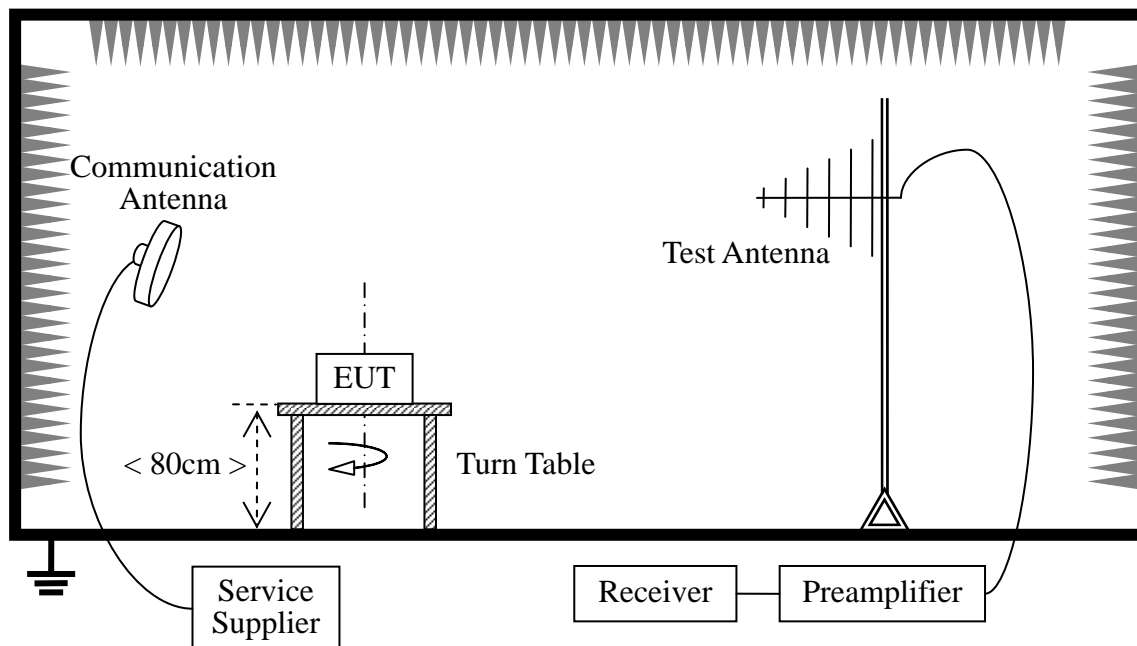 Communication
Antenna
Test Antenna
EUT
< 80cm >
Turn Table
Service
Supplier
Receiver
Preamplifier